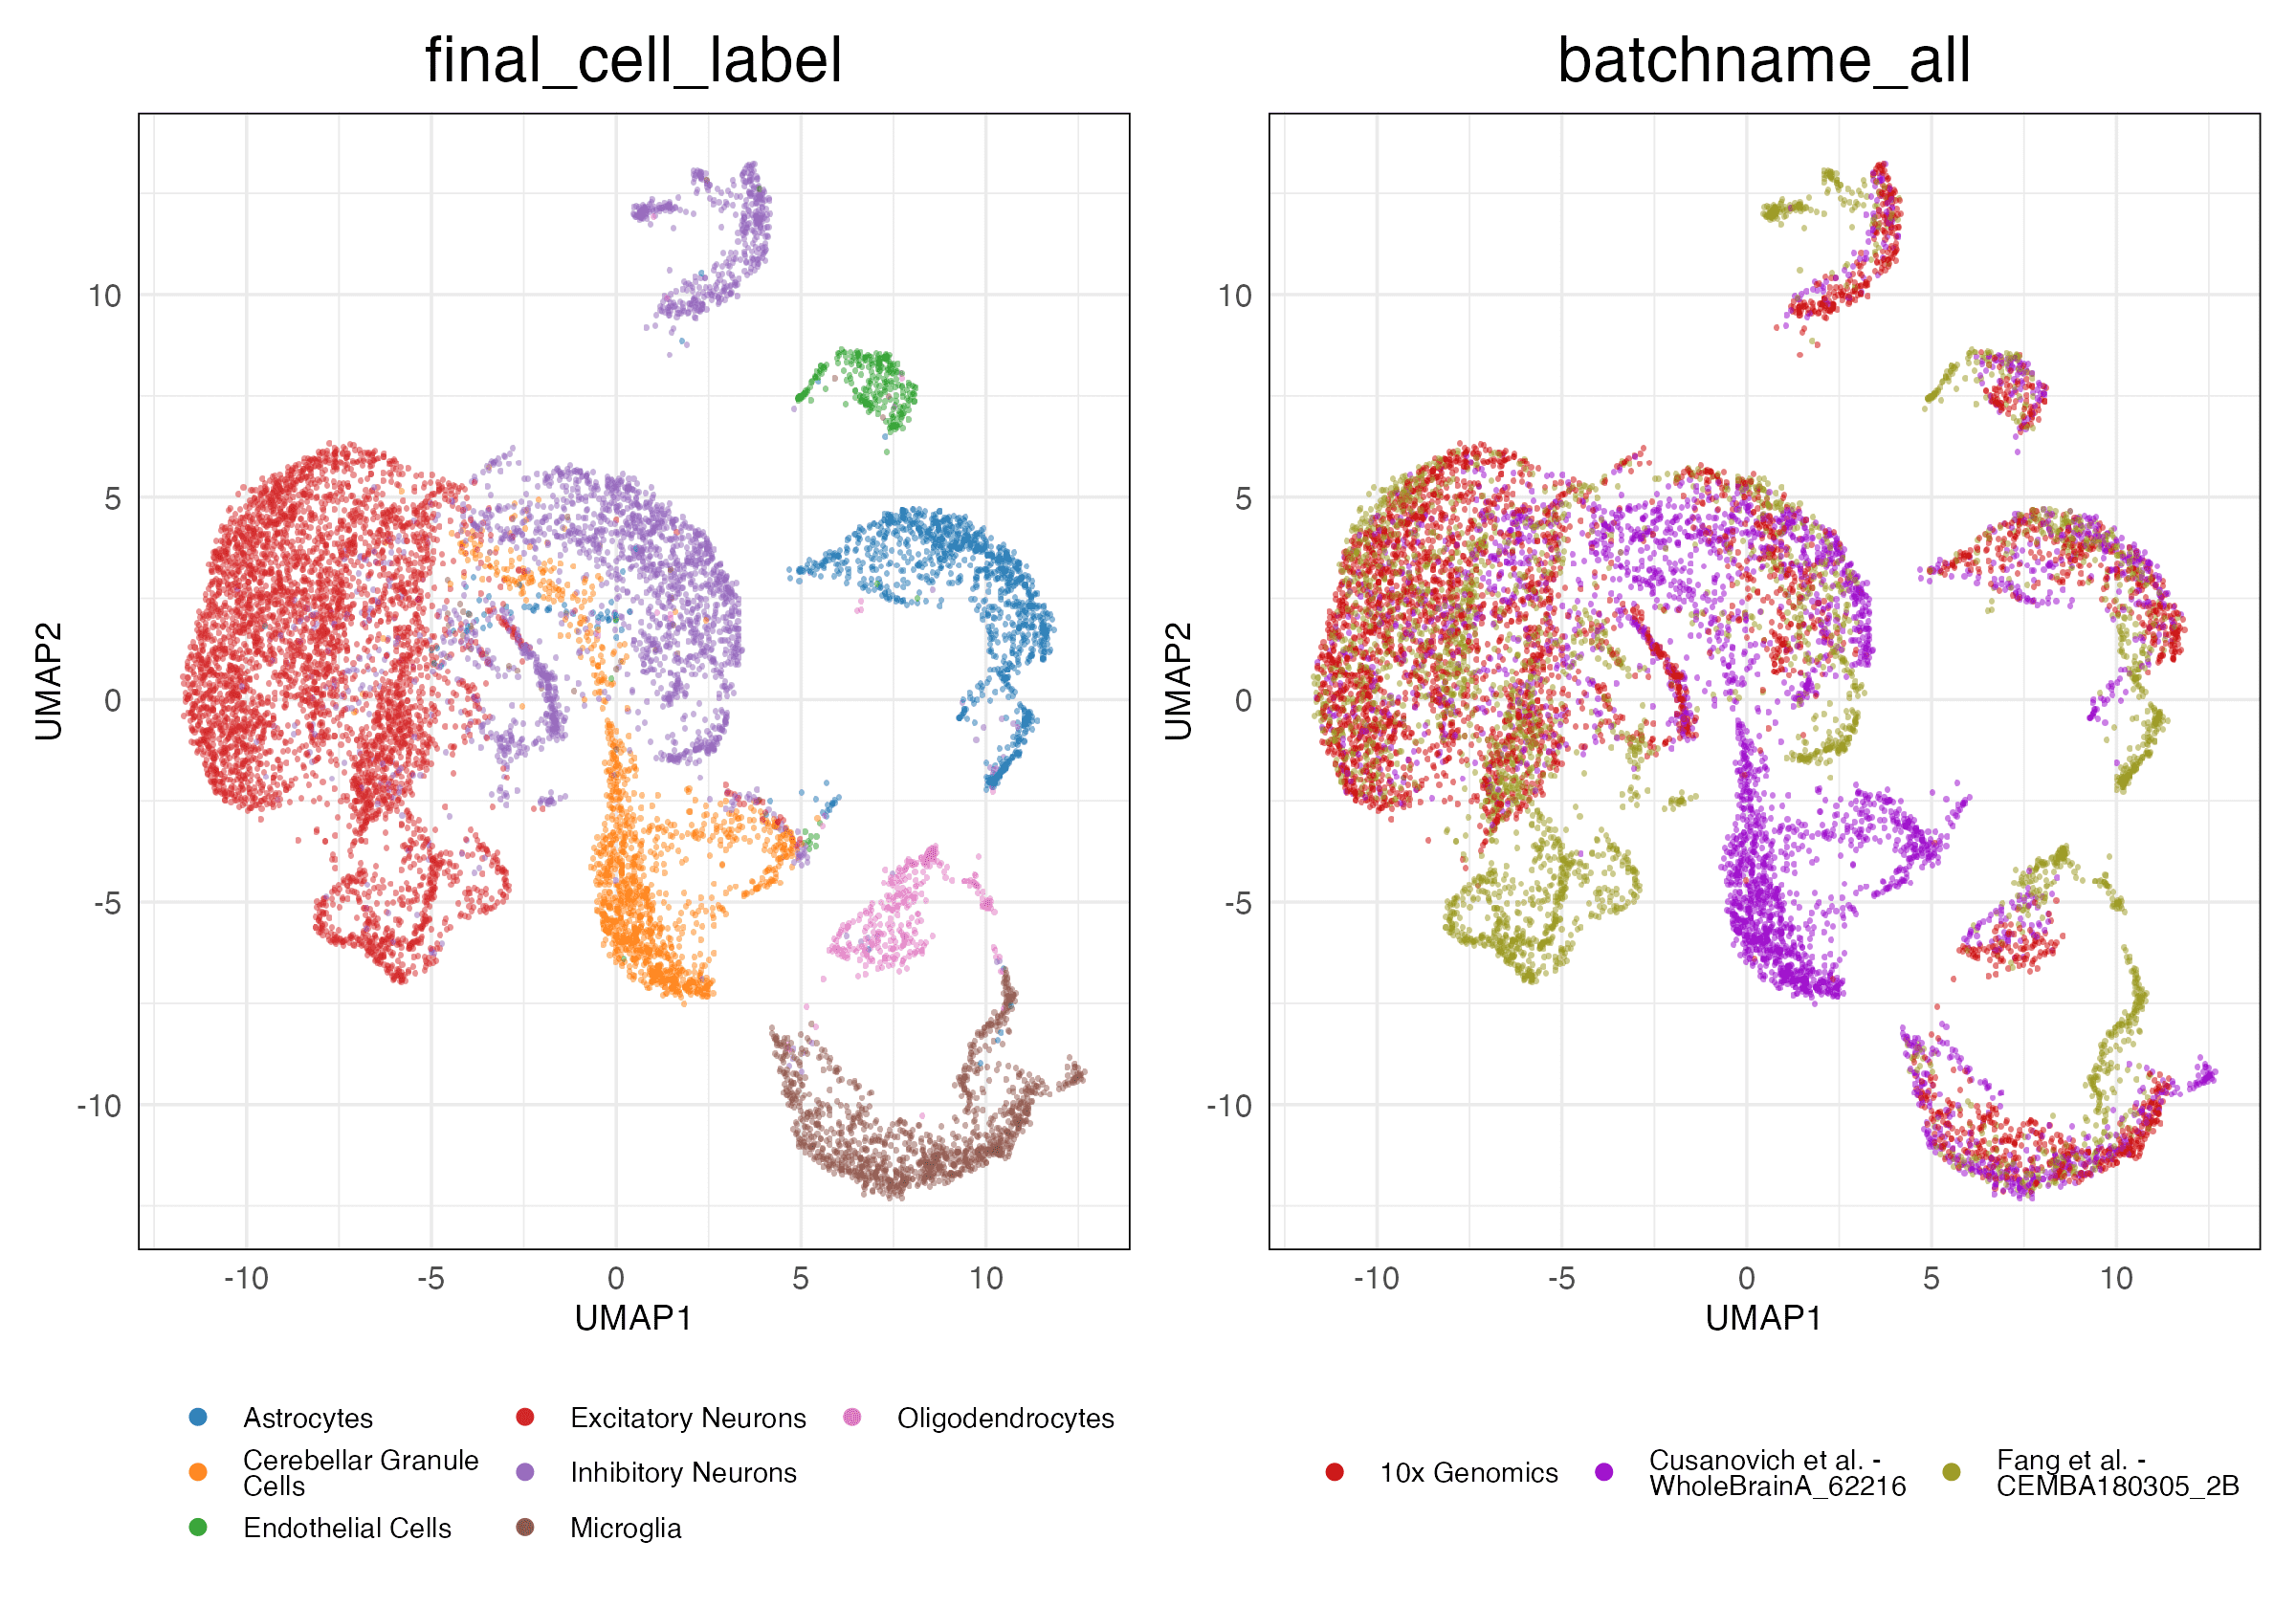 final_cell_label
batchname_all
10
5
0
-5
-10
UMAP2
-10
-5
0
5
10
UMAP1
10
5
0
-5
-10
UMAP2
-10
-5
0
5
10
UMAP1
Astrocytes
Cerebellar Granule
Cells
Endothelial Cells
Excitatory Neurons
Inhibitory Neurons
Microglia
Oligodendrocytes
10x Genomics
Cusanovich et al. -
WholeBrainA_62216
Fang et al. -
CEMBA180305_2B